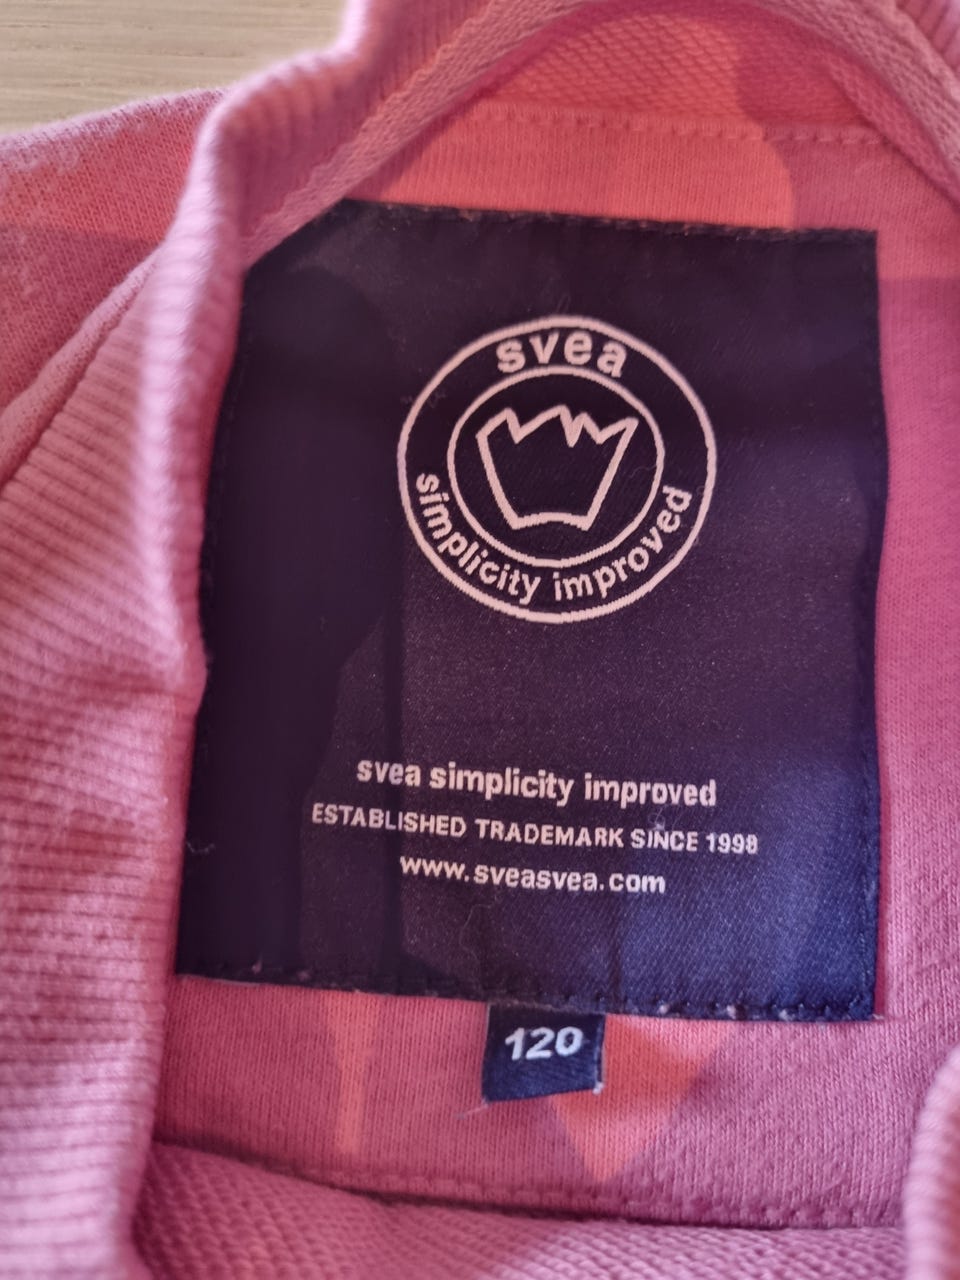 svea
simplicity improved
svea simplicity improved
ESTABLISHED TRADEMARK SINCE 1998
www.sveasvea.com
120